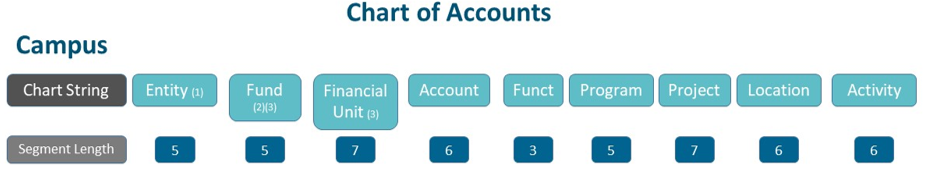 Chart of Accounts
Campus
Chart String Entity (1) Fund (2)(3) Financial Unit (3) Account Funct Program Project Location Activity
Segment Length 5 5 7 6 3 5 7 6 6